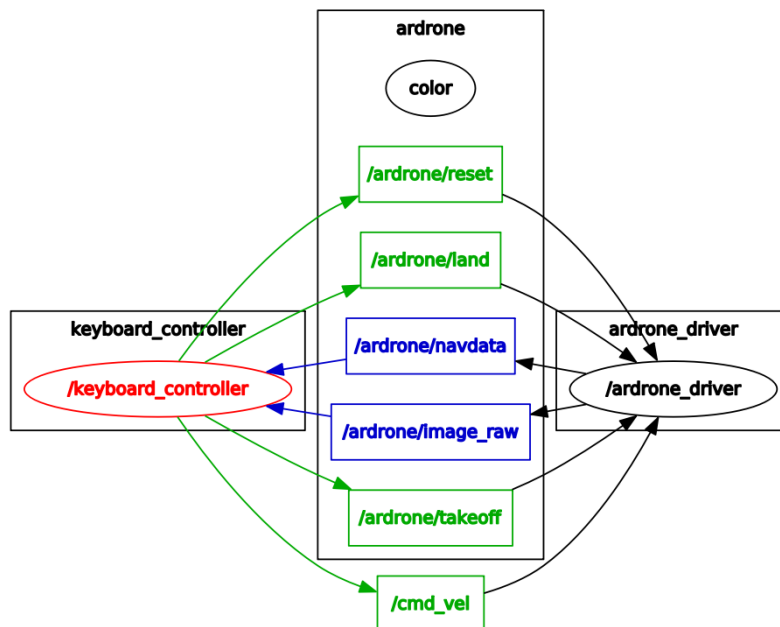 ardrone
color
/ardrone/reset
/ardrone/land
keyboard_controller
ardrone_driver
/ardrone/navdata
/keyboard_controller
/ardrone_driver
/ardrone/image_raw
/ardrone/takeoff
/cmd_vel